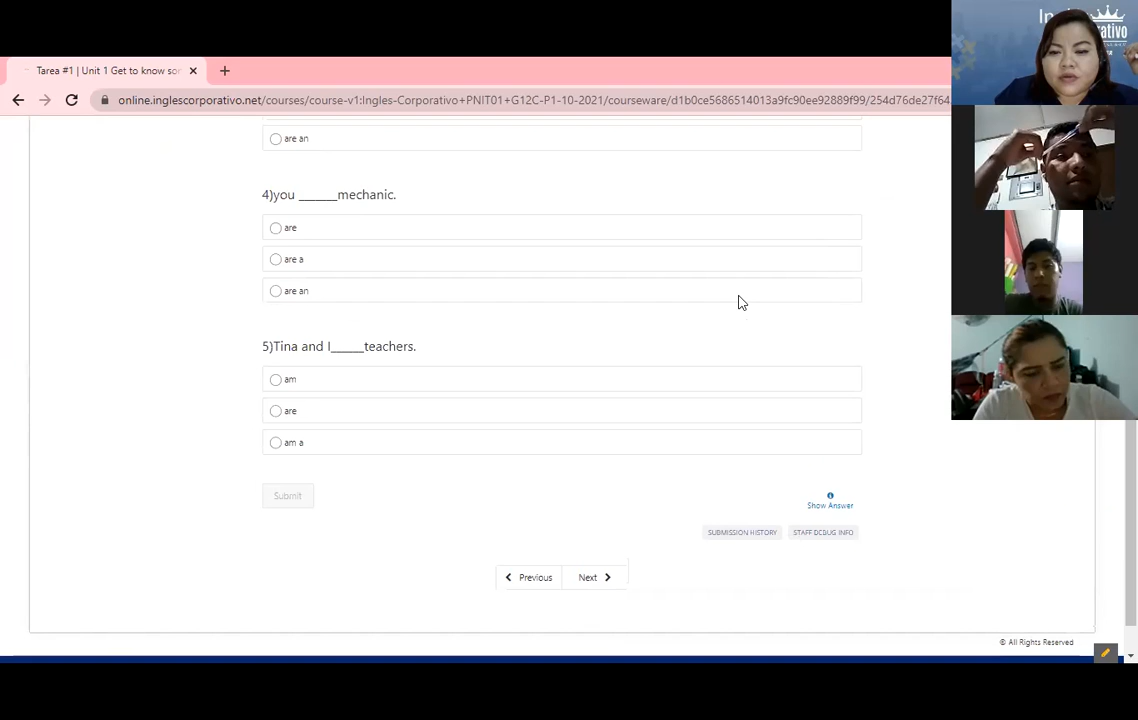 Tarea #1 | Unit 1 Get to know so
online.inglescorporativo.net/courses/course-v1:Ingles-Corporativo+PNIT01+G12C-P1-10-2021/courseware/d1b0ce5686514013a9fc90ee92889f99/254d76de27f64
are an
4)you ______mechanic.
are
are a
are an
5)Tina and I_____teachers.
am
are
am a
Submit
Show Answer
SUBMISSION HISTORY
STAFF DEBUG INFO
Previous
Next
© All Rights Reserved